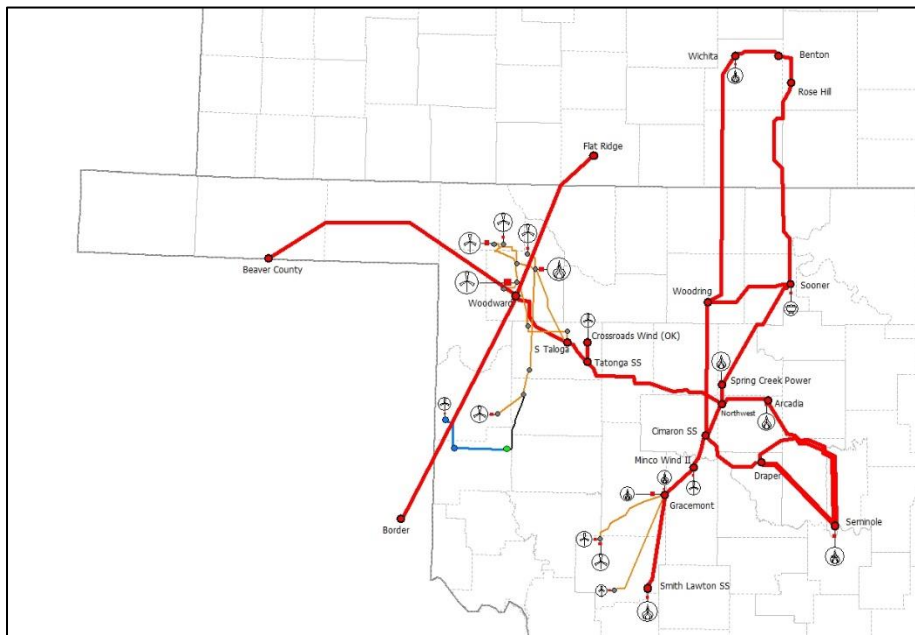 Wichita
Benton
Rose Hill
Flat Ridge
Beaver County
Woodward
Woodring
Sooner
Crossroads Wind (OK)
S Taloga
Tatonga SS
Spring Creek Power
Northwest
Arcadia
Cimaron SS
Minco Wind II
Draper
Gracemont
Border
Seminole
Smith Lawton SS